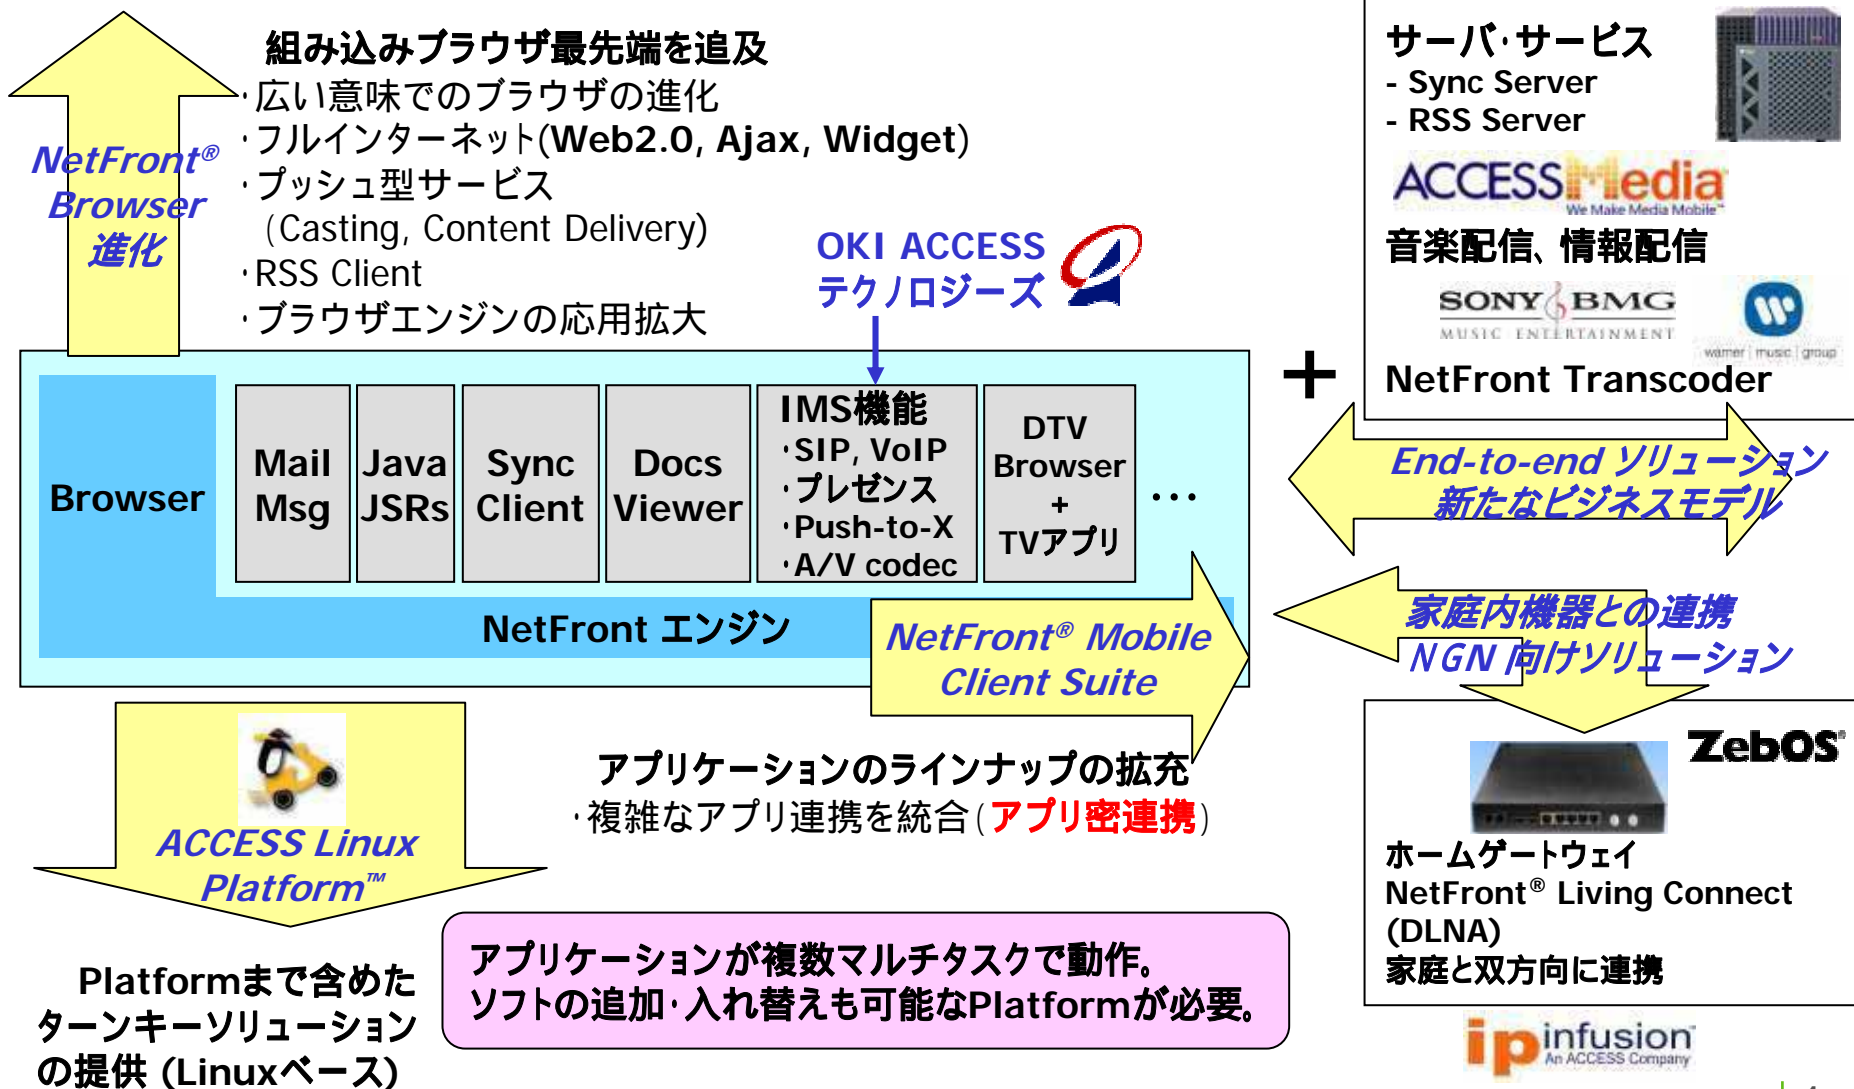 組み込みブラウザ最先端を追及
・広い意味でのブラウザの進化
・フルインターネット(Web2.0, Ajax, Widget)
・プッシュ型サービス
(Casting, Content Delivery)
・RSS Client
・ブラウザエンジンの応用拡大
NetFront®
Browser
進化
OKI ACCESS
テクノロジーズ
サーバ・サービス
- Sync Server
- RSS Server
ACCESS Media
We Make Media Mobile™
音楽配信、情報配信
SONY BMG
MUSIC ENTERTAINMENT
warner | music | group
NetFront Transcoder
+
Browser
Mail
Msg
Java
JSRs
Sync
Client
Docs
Viewer
IMS機能
・SIP, VoIP
・プレゼンス
・Push-to-X
・A/V codec
DTV
Browser
+
TVアプリ
...
NetFront エンジン
NetFront® Mobile
Client Suite
End-to-end ソリューション
新たなビジネスモデル
家庭内機器との連携
NGN 向けソリューション
アプリケーションのラインナップの拡充
・複雑なアプリ連携を統合(アプリ密連携)
ACCESS Linux
Platform™
Platformまで含めた
ターンキーソリューション
の提供 (Linuxベース)
アプリケーションが複数マルチタスクで動作。
ソフトの追加・入れ替えも可能なPlatformが必要。
ZebOS®
ホームゲートウェイ
NetFront® Living Connect
(DLNA)
家庭と双方向に連携
ip infusion™
An ACCESS Company